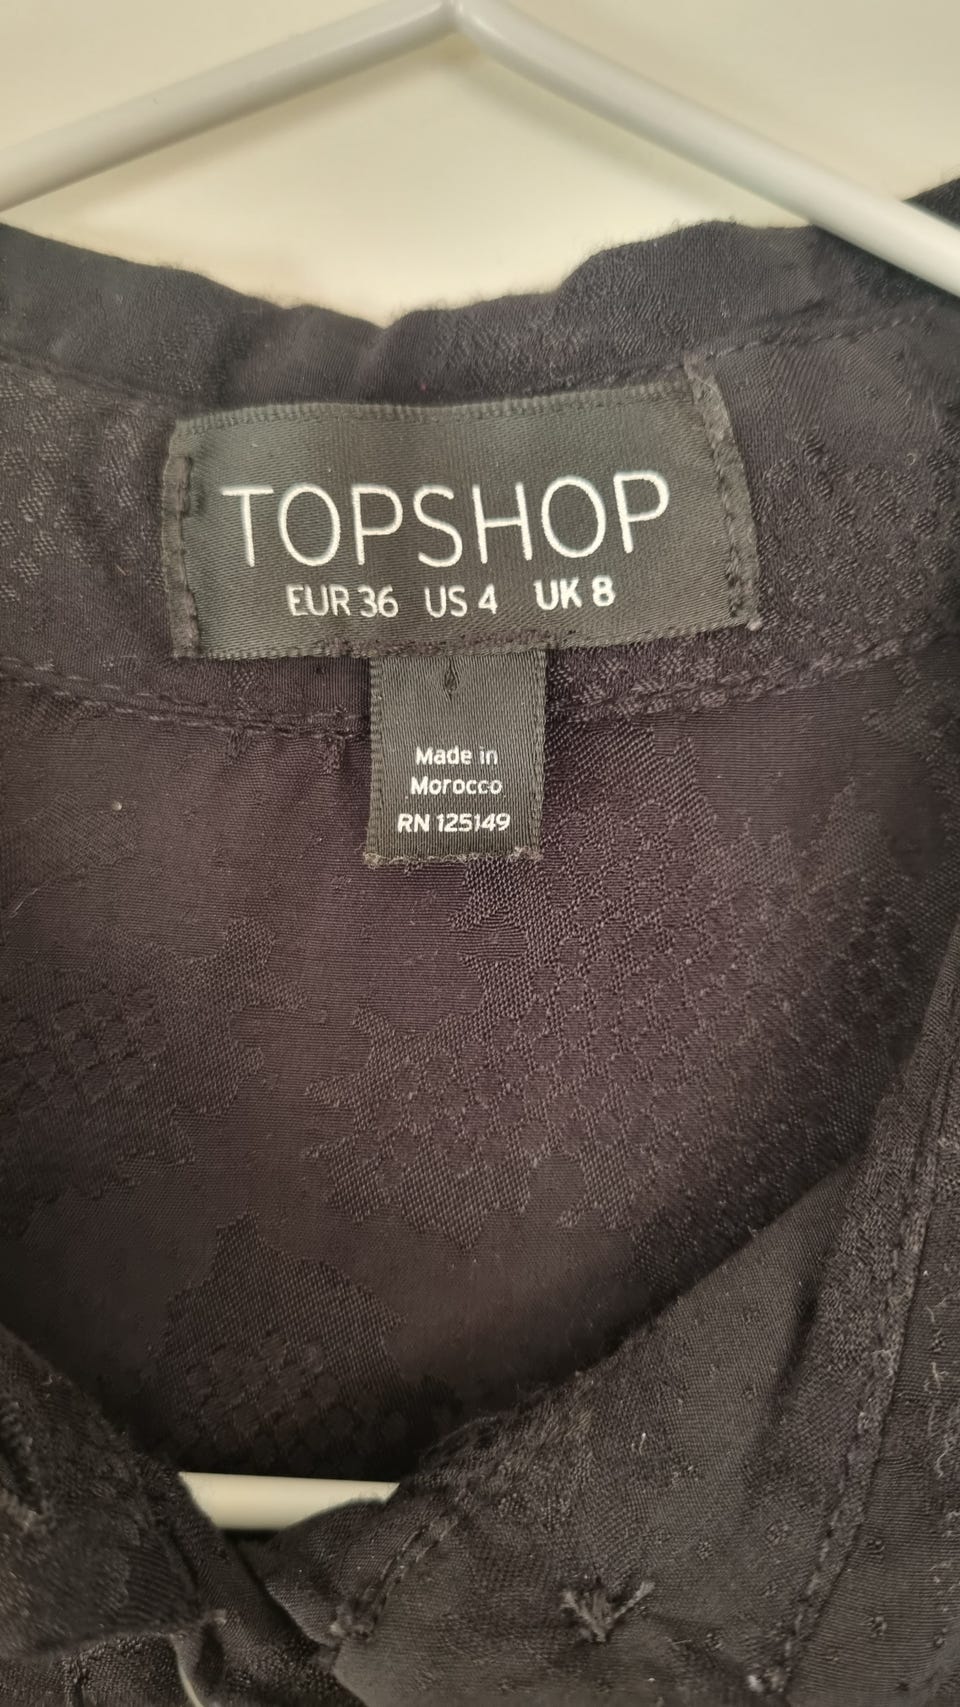 TOPSHOP
EUR 36 US 4 UK 8
Made in
Morocco
RN 125149